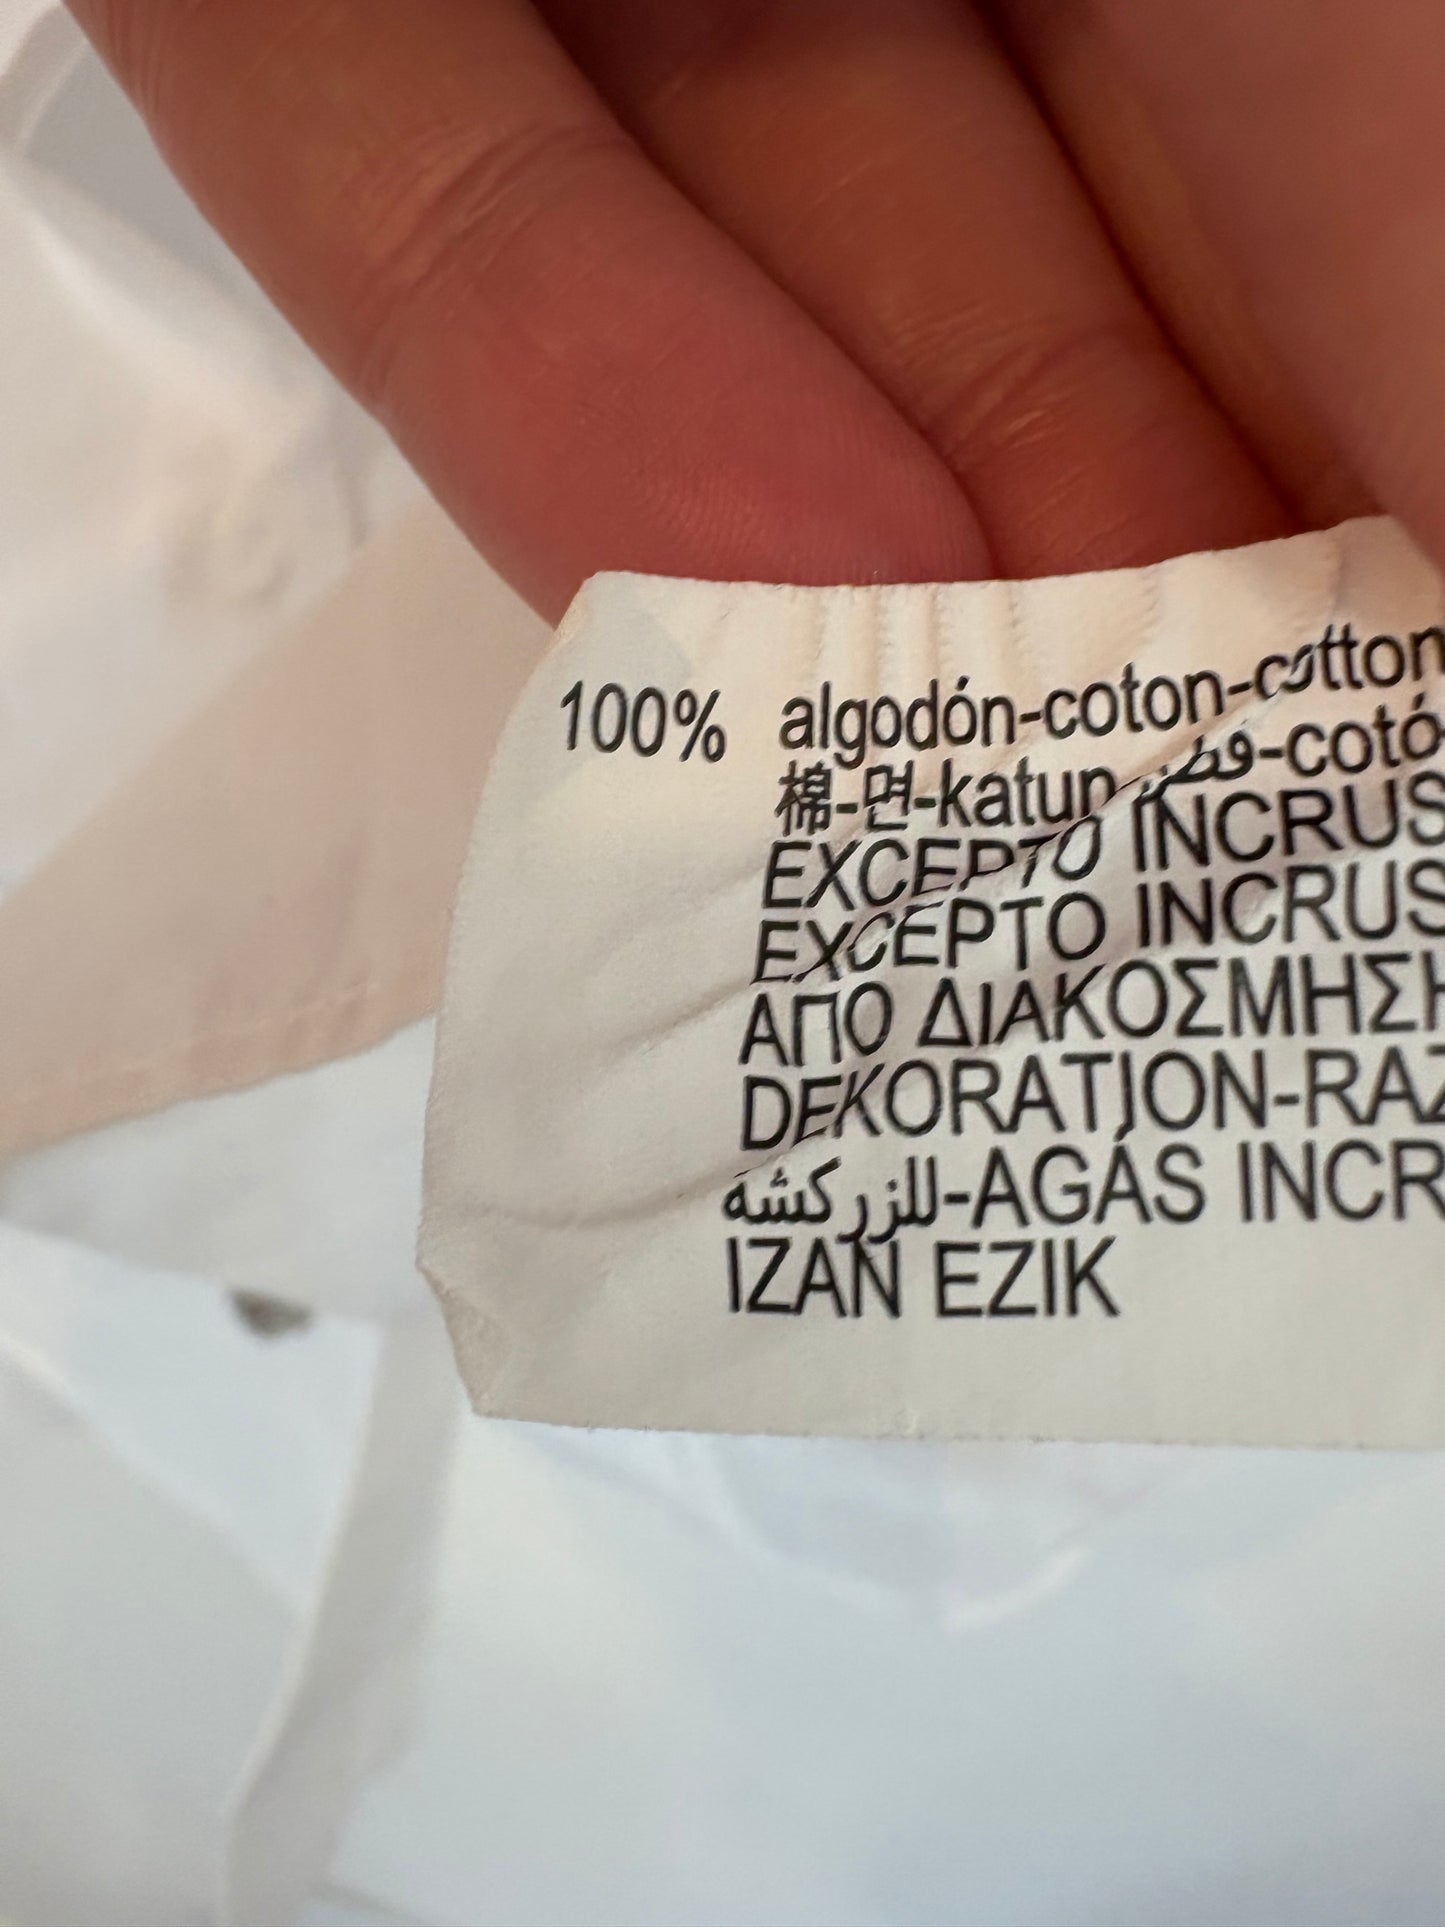 100% algodón-coton-cotton
棉-면-katun-قطن-cotó-
EXCEPTO INCRUS
EXCEPTO INCRUS
ΑΠΟ ΔΙΑΚΟΣΜΗΣΗ
DEKORATION-RAZ
للزركشة-AGÁS INCR
IZAN EZIK